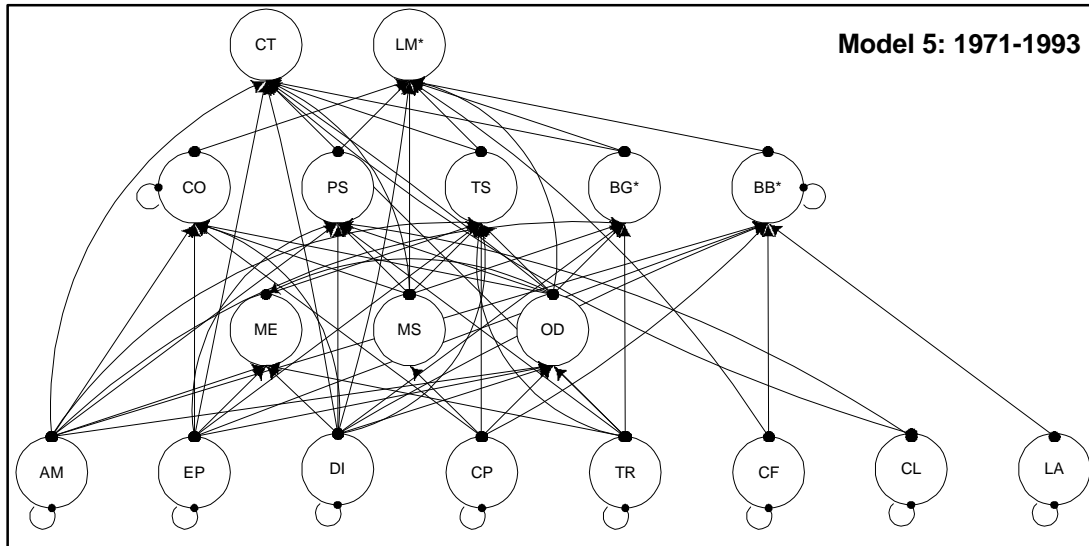 Model 5: 1971-1993
CT LM*
CO PS TS BG* BB*
ME MS OD
AM EP DI CP TR CF CL LA